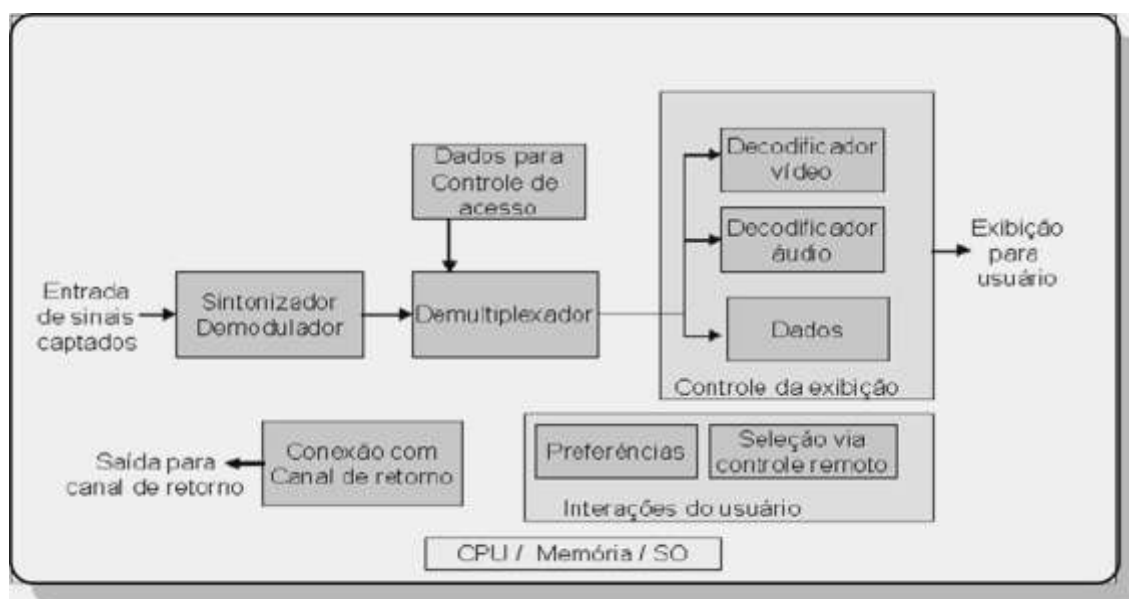 Dados para
Controle de
acesso
Decodificador
vídeo
Decodificador
áudio
Dados
Controle da exibição
Exibição
para
usuário
Entrada
de sinais
captados
Sintonizador
Demodulador
Demultiplexador
Saída para
canal de retorno
Conexão com
Canal de retorno
Preferências
Seleção via
controle remoto
Interações do usuário
CPU / Memória / SO